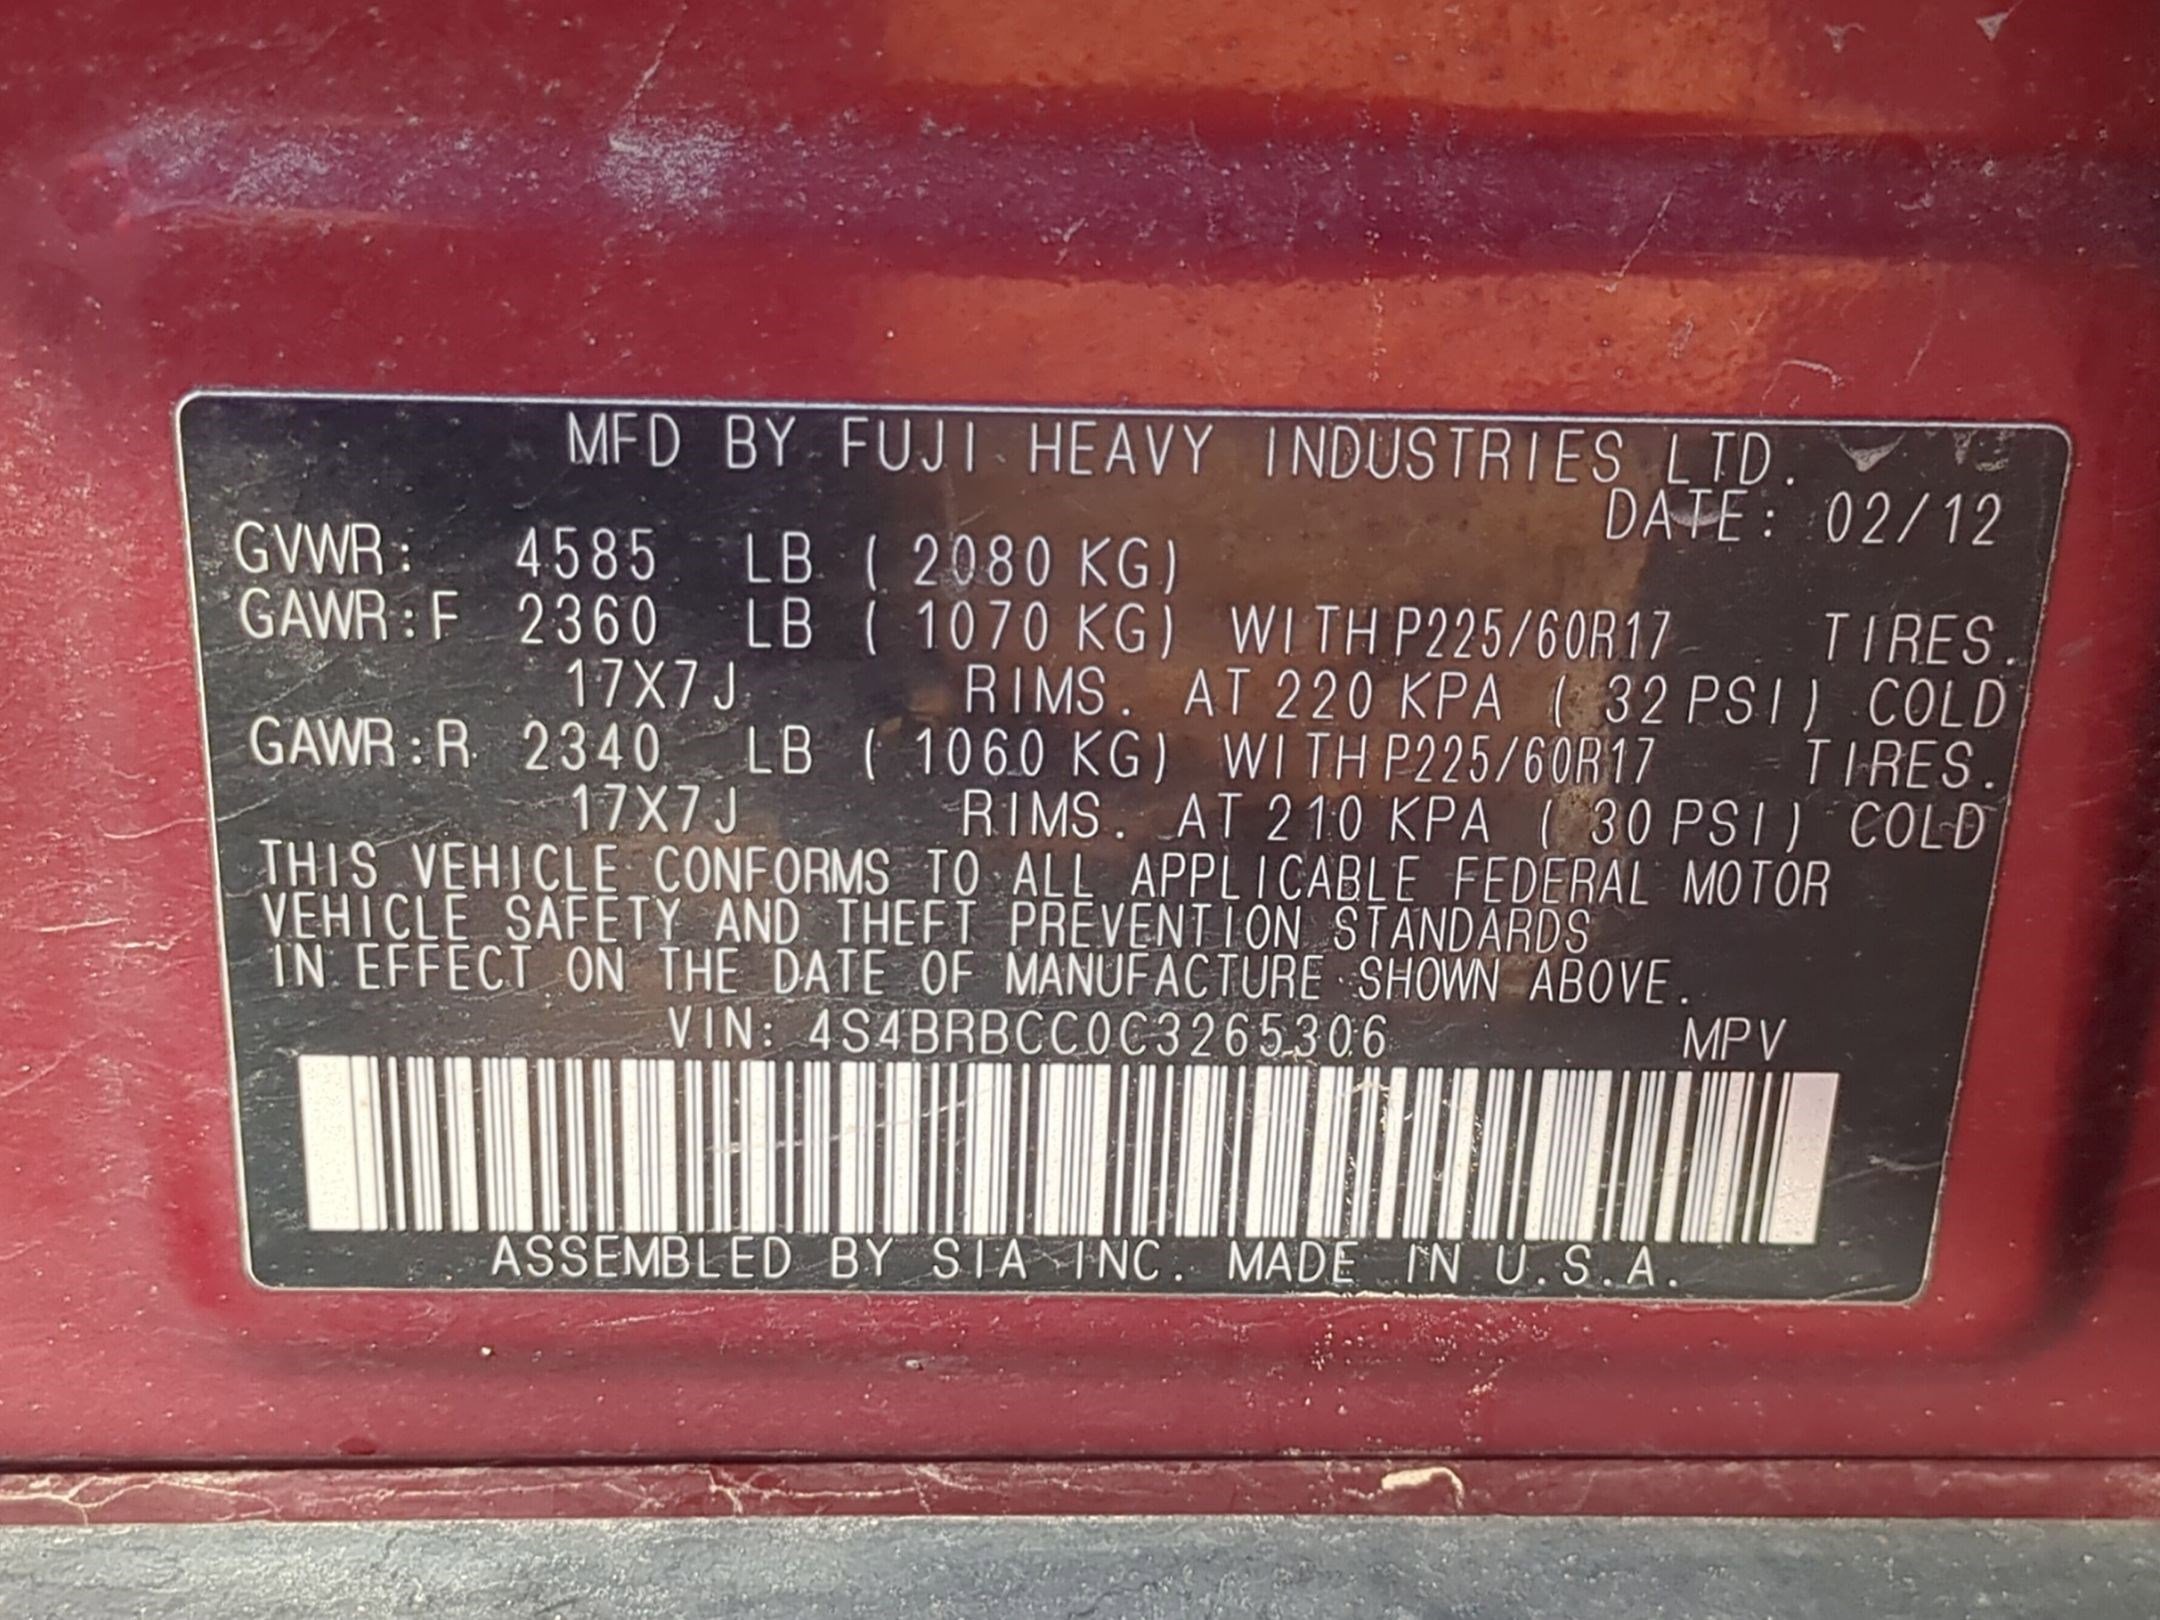 MFD BY FUJI HEAVY INDUSTRIES LTD.
DATE: 02/12
GVWR: 4585 LB ( 2080 KG)
GAWR:F 2360 LB ( 1070 KG) WITH P225/60R17 TIRES.
17X7J RIMS. AT 220 KPA ( 32 PSI) COLD
GAWR:R 2340 LB ( 1060 KG) WITH P225/60R17 TIRES.
17X7J RIMS. AT 210 KPA ( 30 PSI) COLD
THIS VEHICLE CONFORMS TO ALL APPLICABLE FEDERAL MOTOR
VEHICLE SAFETY AND THEFT PREVENTION STANDARDS
IN EFFECT ON THE DATE OF MANUFACTURE SHOWN ABOVE.
VIN: 4S4BRBCC0C3265306 MPV
ASSEMBLED BY SIA INC. MADE IN U.S.A.